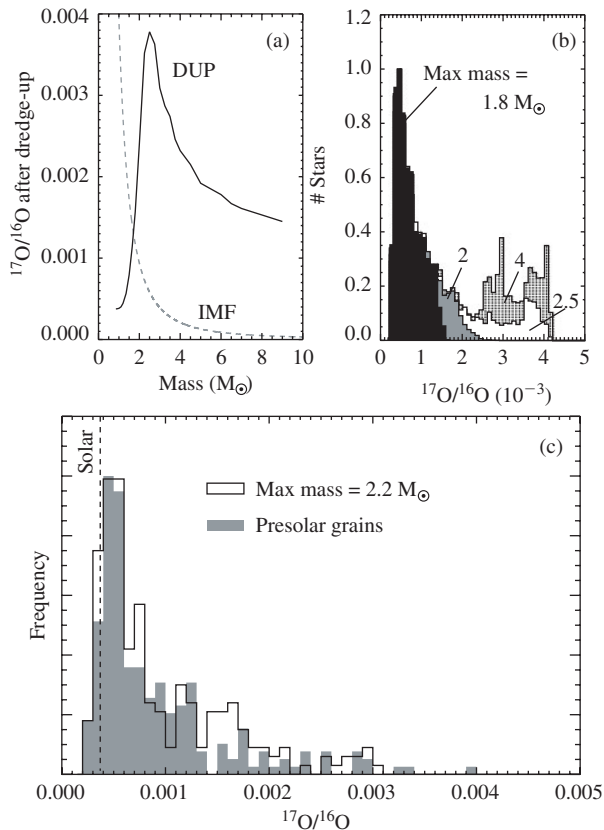 (a)
DUP
IMF
0.004
0.003
0.002
0.001
0.000
0 2 4 6 8 10
Mass (M☉)
17O/16O after dredge-up
(b)
Max mass =
1.8 M☉
2
4
2.5
1.2
1.0
0.8
0.6
0.4
0.2
0.0
0 1 2 3 4 5
17O/16O (10−3)
# Stars
(c)
Solar
Max mass = 2.2 M☉
Presolar grains
Frequency
0.000 0.001 0.002 0.003 0.004 0.005
17O/16O